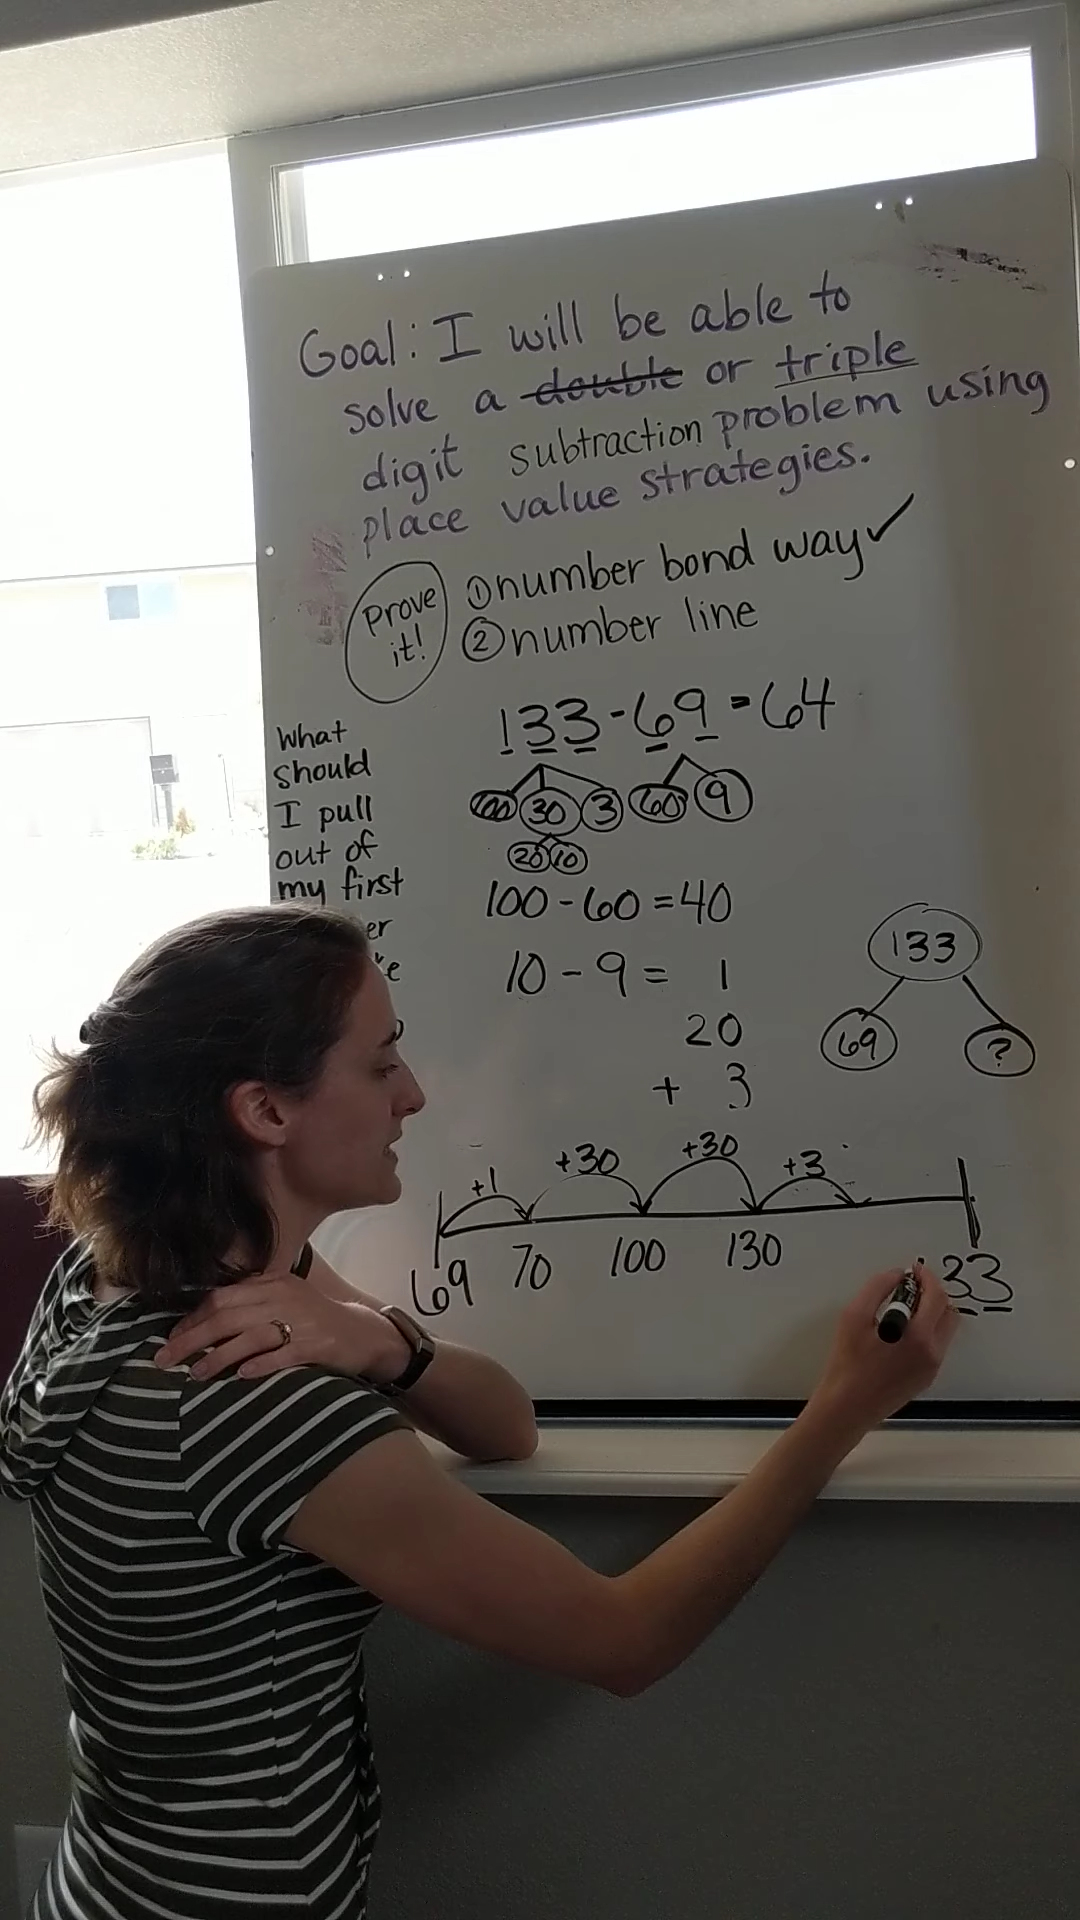 Goal: I will be able to
solve a double or triple
digit subtraction problem using
place value strategies.
Prove
it!
① number bond way ✓
② number line
133 - 69 = 64
100 30 3 60 9
20 10
What
should
I pull
out of
my first
100 - 60 = 40
10 - 9 = 1
20
+ 3
133
69 ?
+1 +30 +30 +3
69 70 100 130 33